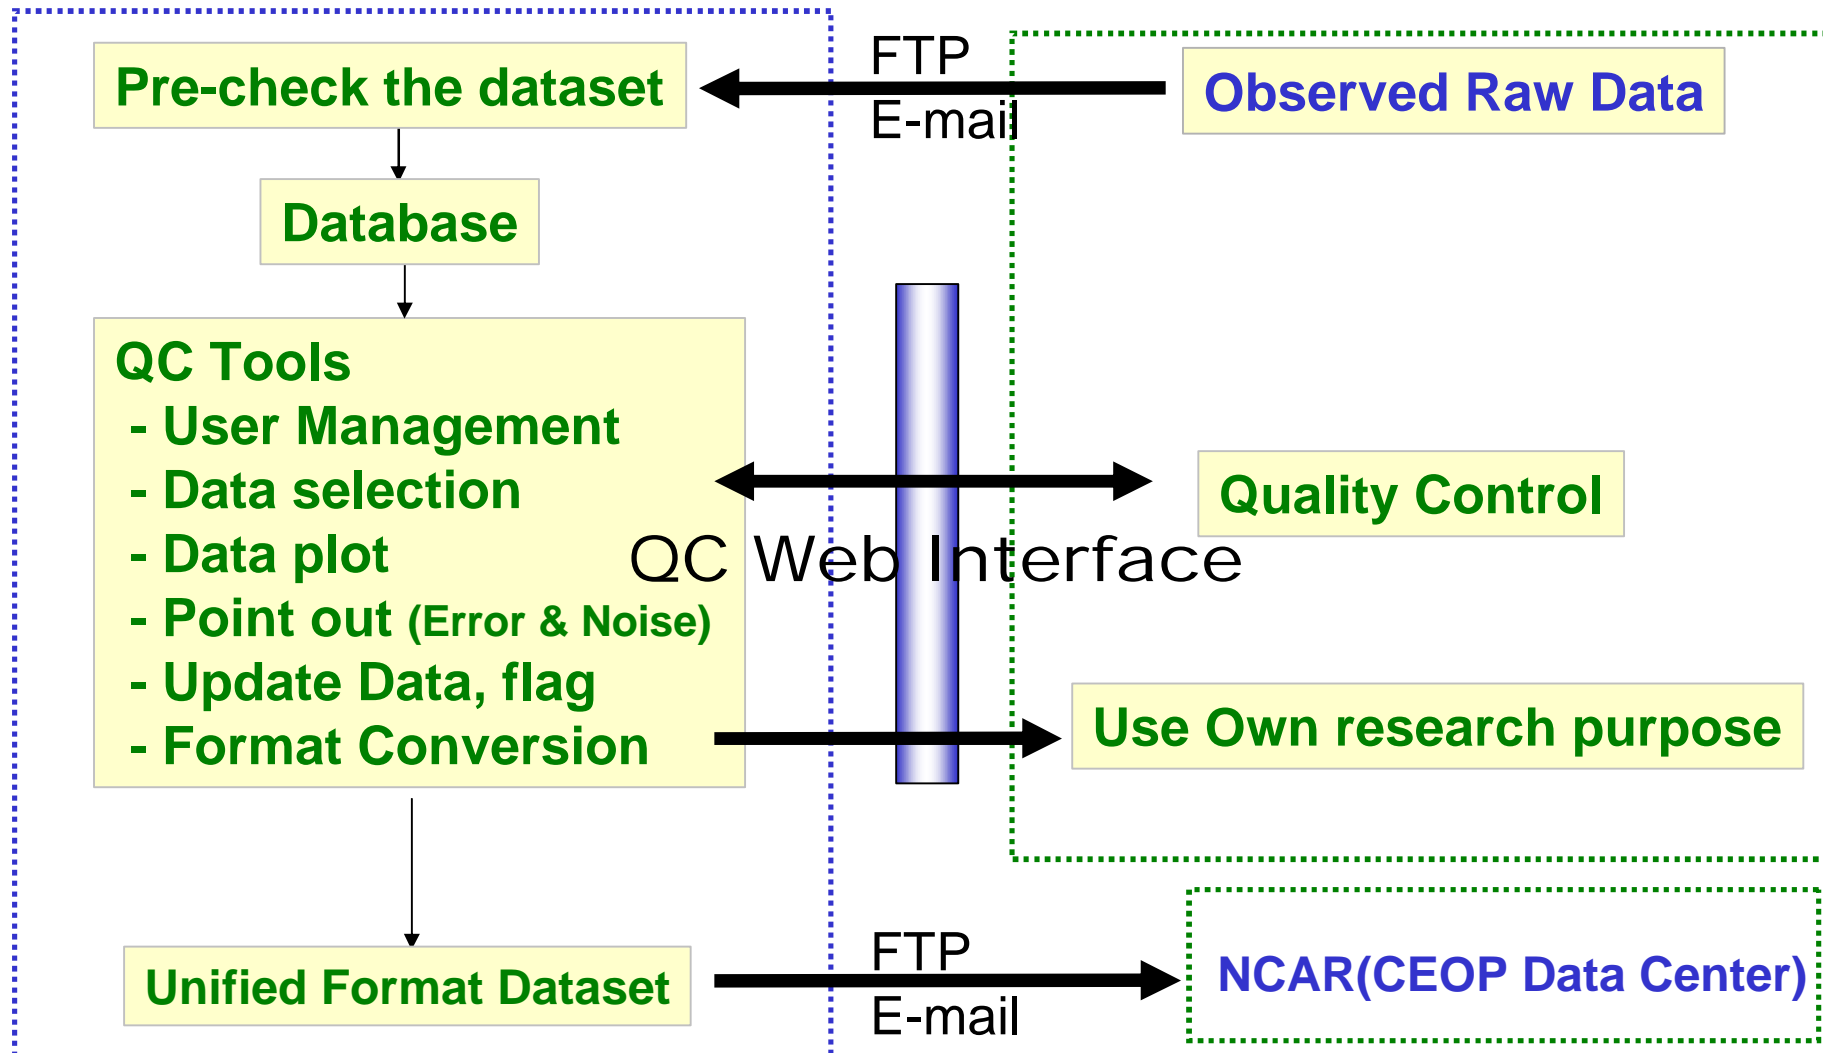 Pre-check the dataset
FTP
E-mail
Observed Raw Data
Database
QC Tools
- User Management
- Data selection
- Data plot
- Point out (Error & Noise)
- Update Data, flag
- Format Conversion
QC Web Interface
Quality Control
Use Own research purpose
Unified Format Dataset
FTP
E-mail
NCAR(CEOP Data Center)